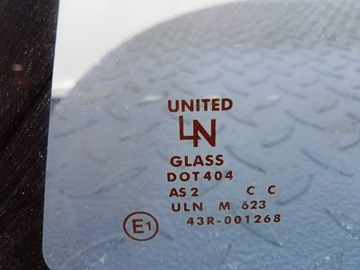 UNITED
LN
GLASS
DOT404
AS2 C C
ULN M 623
E1 43R-001268